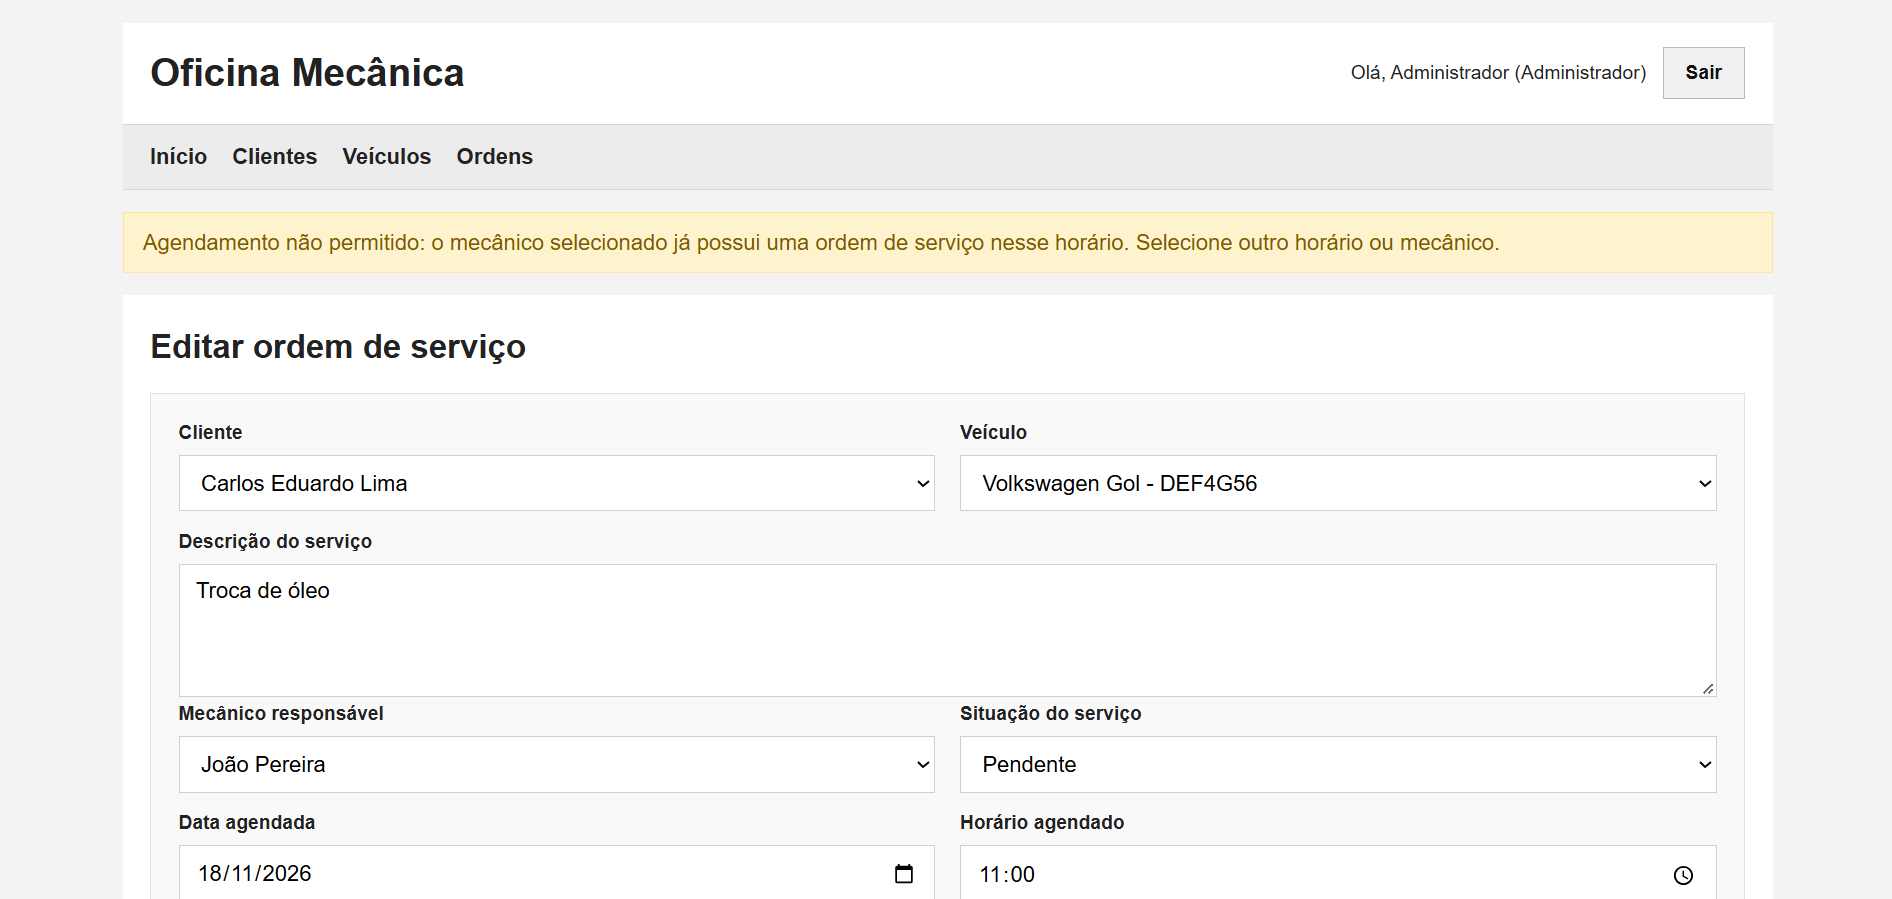 Oficina Mecânica
Olá, Administrador (Administrador)
Sair
Início Clientes Veículos Ordens
Agendamento não permitido: o mecânico selecionado já possui uma ordem de serviço nesse horário. Selecione outro horário ou mecânico.
Editar ordem de serviço
Cliente
Veículo
Carlos Eduardo Lima
Volkswagen Gol - DEF4G56
Descrição do serviço
Troca de óleo
Mecânico responsável
Situação do serviço
João Pereira
Pendente
Data agendada
Horário agendado
18/11/2026
11:00